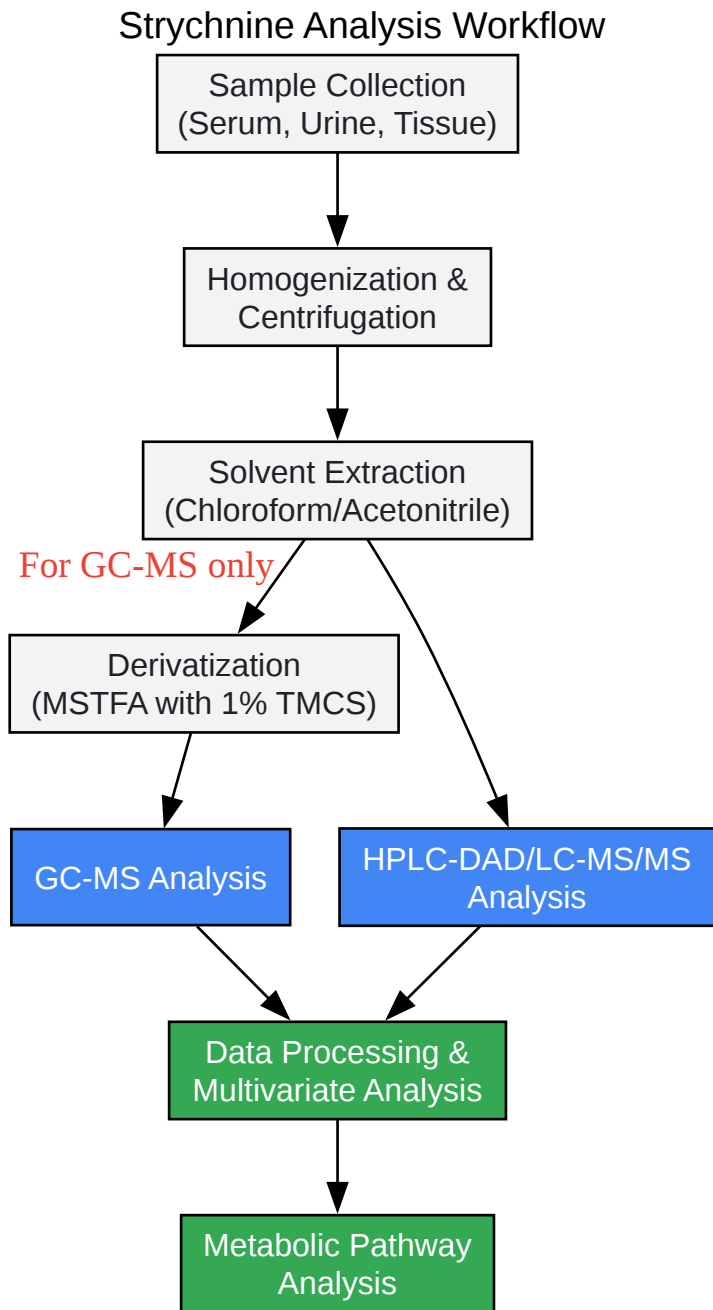 Strychnine Analysis Workflow
Sample Collection
(Serum, Urine, Tissue)
Homogenization &
Centrifugation
Solvent Extraction
(Chloroform/Acetonitrile)
For GC-MS only
Derivatization
(MSTFA with 1% TMCS)
GC-MS Analysis
HPLC-DAD/LC-MS/MS
Analysis
Data Processing &
Multivariate Analysis
Metabolic Pathway
Analysis